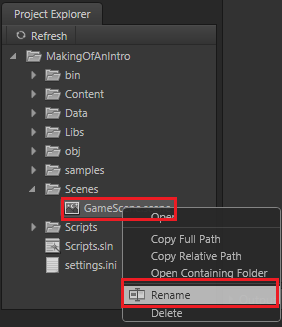 Project Explorer
Refresh
MakingOfAnIntro
bin
Content
Data
Libs
obj
samples
Scenes
GameScene.scene
Open
Scripts
Copy Full Path
Scripts.sln
Copy Relative Path
settings.ini
Open Containing Folder
Rename
Delete